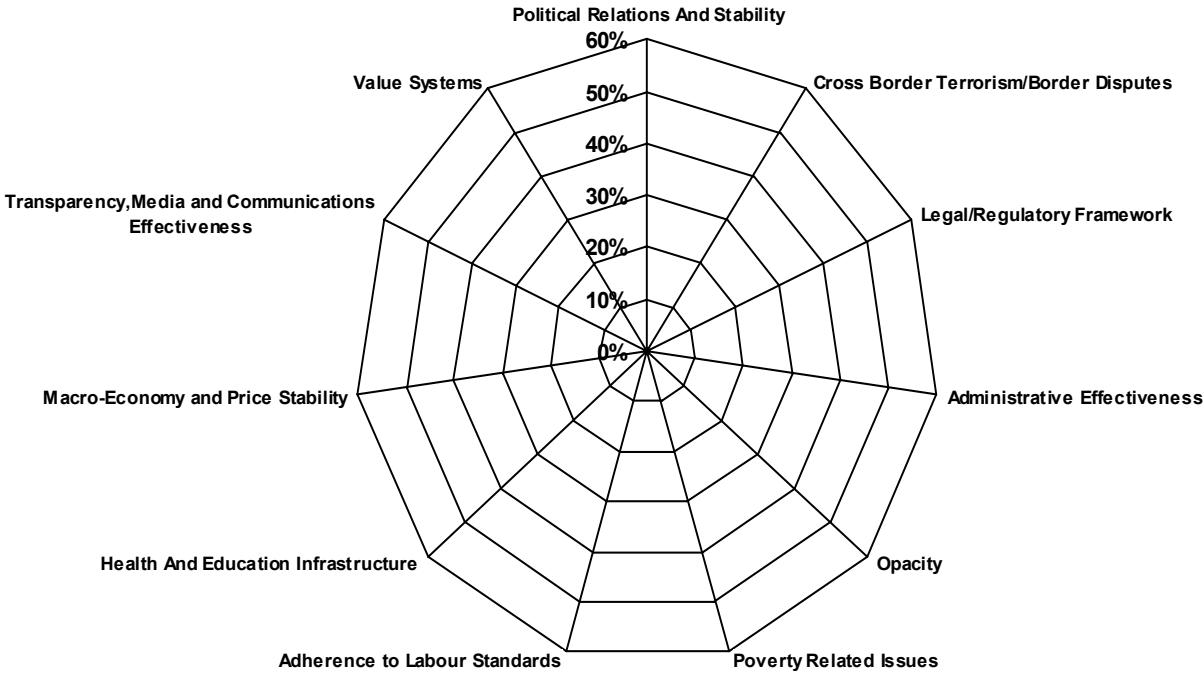 Political Relations And Stability
60%
Value Systems
Cross Border Terrorism/Border Disputes
50%
40%
30%
Transparency,Media and Communications
Effectiveness
Legal/Regulatory Framework
20%
10%
0%
Macro-Economy and Price Stability
Administrative Effectiveness
Health And Education Infrastructure
Opacity
Adherence to Labour Standards
Poverty Related Issues